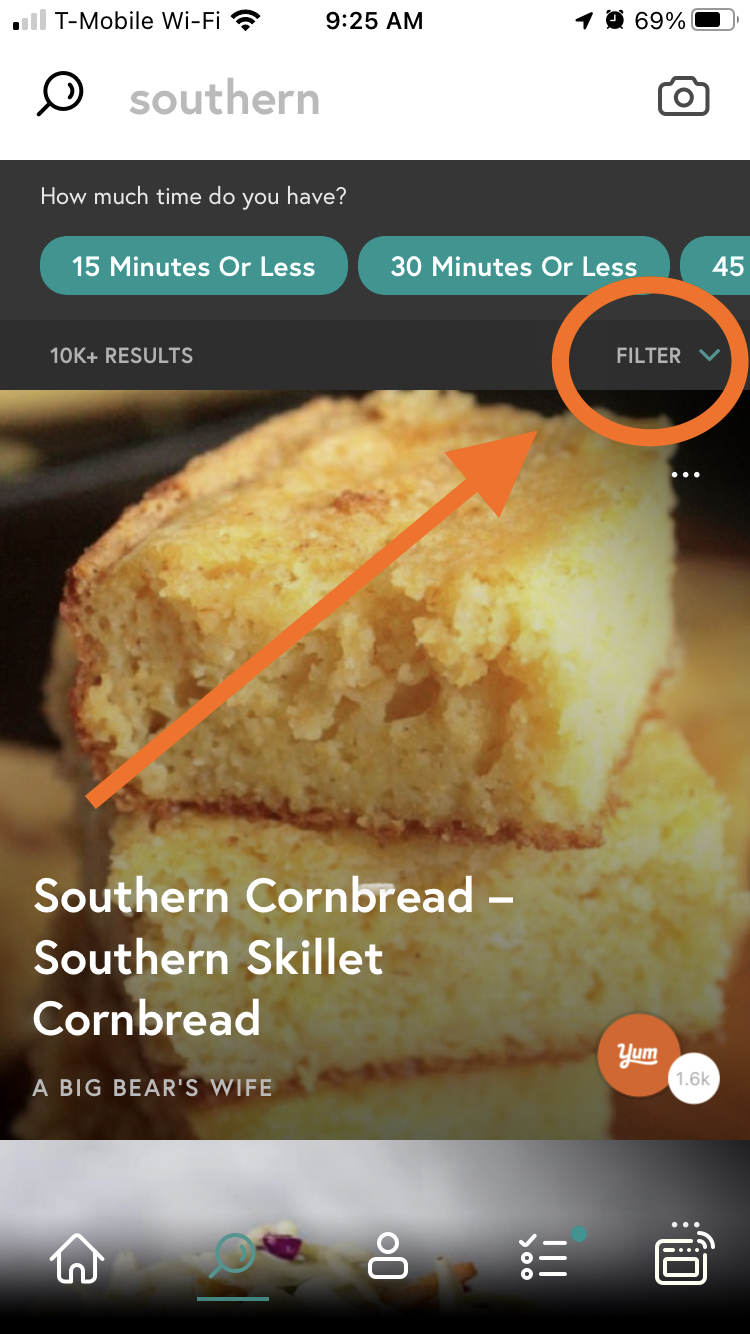 T-Mobile Wi-Fi 9:25 AM 69%
southern
How much time do you have?
15 Minutes Or Less 30 Minutes Or Less 45
10K+ RESULTS FILTER
Southern Cornbread –
Southern Skillet
Cornbread
Yum
1.6k
A BIG BEAR'S WIFE